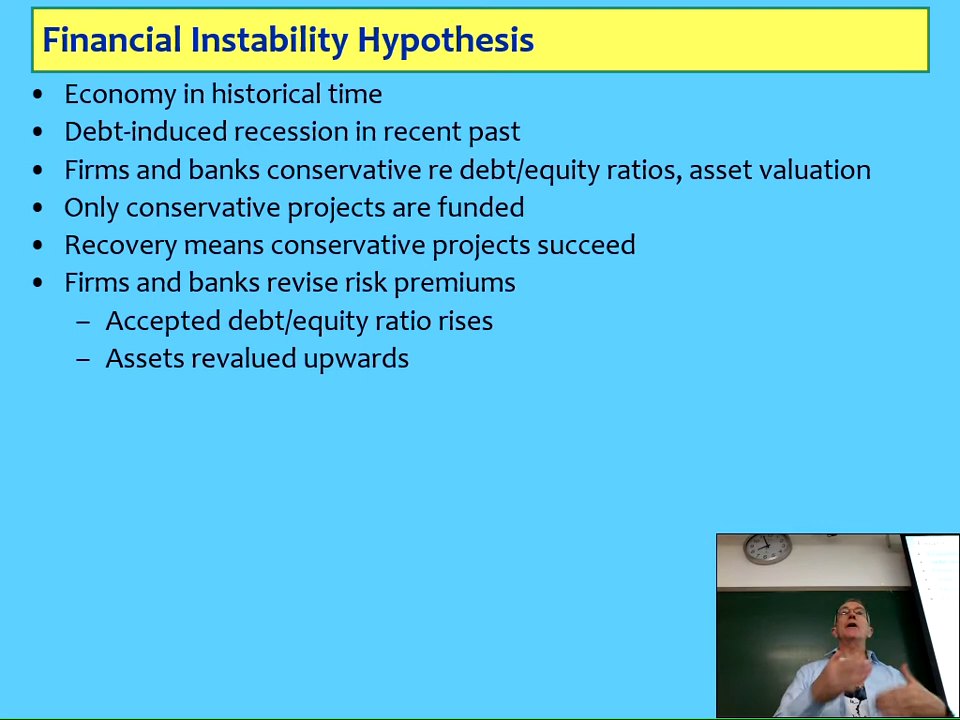 Financial Instability Hypothesis
• Economy in historical time
• Debt-induced recession in recent past
• Firms and banks conservative re debt/equity ratios, asset valuation
• Only conservative projects are funded
• Recovery means conservative projects succeed
• Firms and banks revise risk premiums
– Accepted debt/equity ratio rises
– Assets revalued upwards